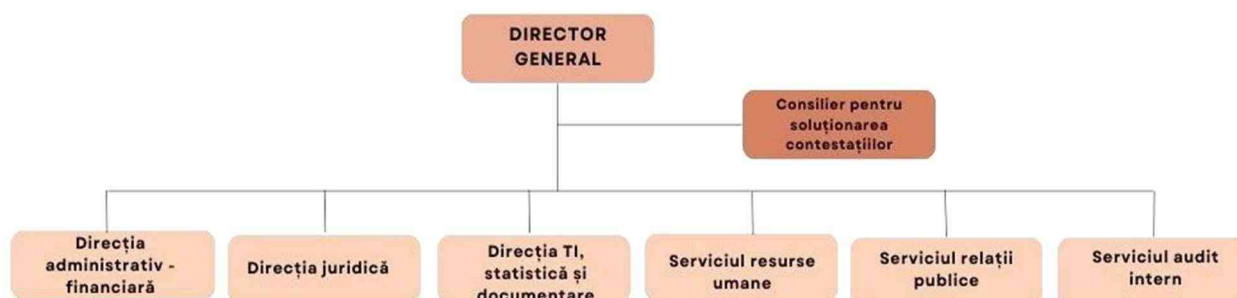 DIRECTOR
GENERAL
Consilier pentru
soluționarea
contestațiilor
Direcția
administrativ -
financiară
Direcția juridică
Direcția TI,
statistică și
documentare
Serviciul resurse
umane
Serviciul relații
publice
Serviciul audit
intern